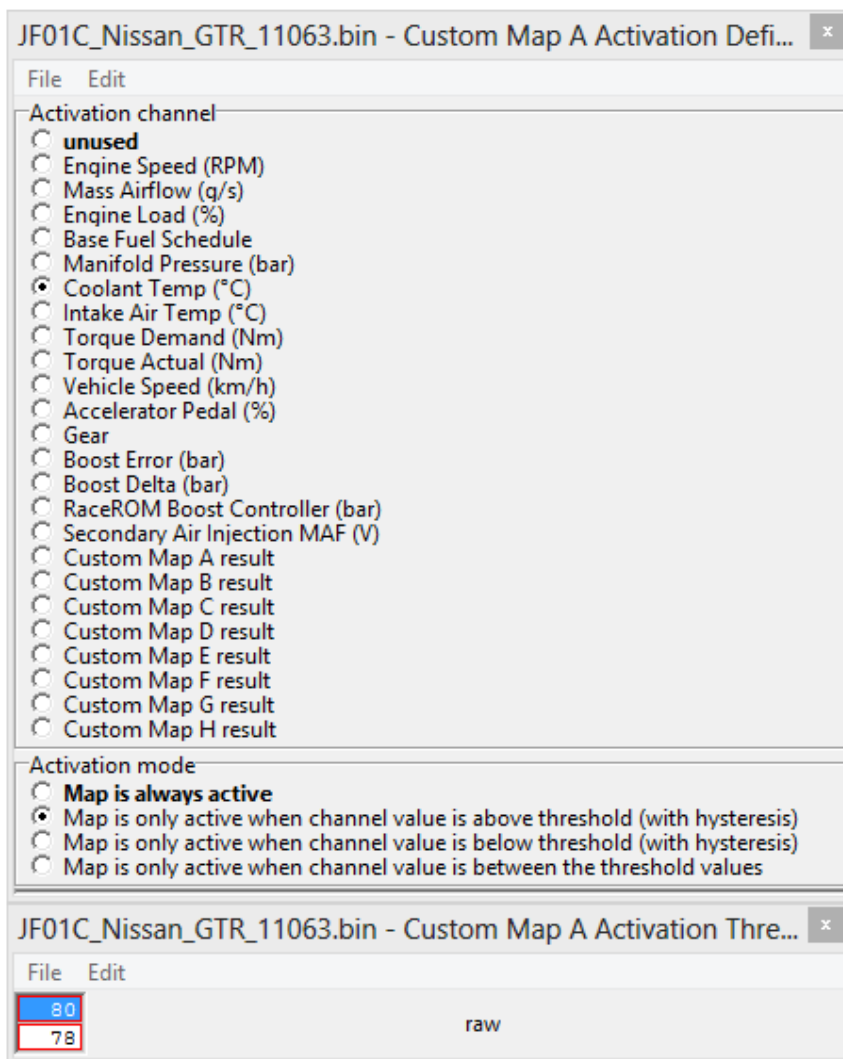 JF01C_Nissan_GTR_11063.bin - Custom Map A Activation Defi...
x
File Edit
Activation channel
unused
Engine Speed (RPM)
Mass Airflow (g/s)
Engine Load (%)
Base Fuel Schedule
Manifold Pressure (bar)
Coolant Temp (°C)
Intake Air Temp (°C)
Torque Demand (Nm)
Torque Actual (Nm)
Vehicle Speed (km/h)
Accelerator Pedal (%)
Gear
Boost Error (bar)
Boost Delta (bar)
RaceROM Boost Controller (bar)
Secondary Air Injection MAF (V)
Custom Map A result
Custom Map B result
Custom Map C result
Custom Map D result
Custom Map E result
Custom Map F result
Custom Map G result
Custom Map H result
Activation mode
Map is always active
Map is only active when channel value is above threshold (with hysteresis)
Map is only active when channel value is below threshold (with hysteresis)
Map is only active when channel value is between the threshold values
JF01C_Nissan_GTR_11063.bin - Custom Map A Activation Thre...
x
File Edit
80
raw
78